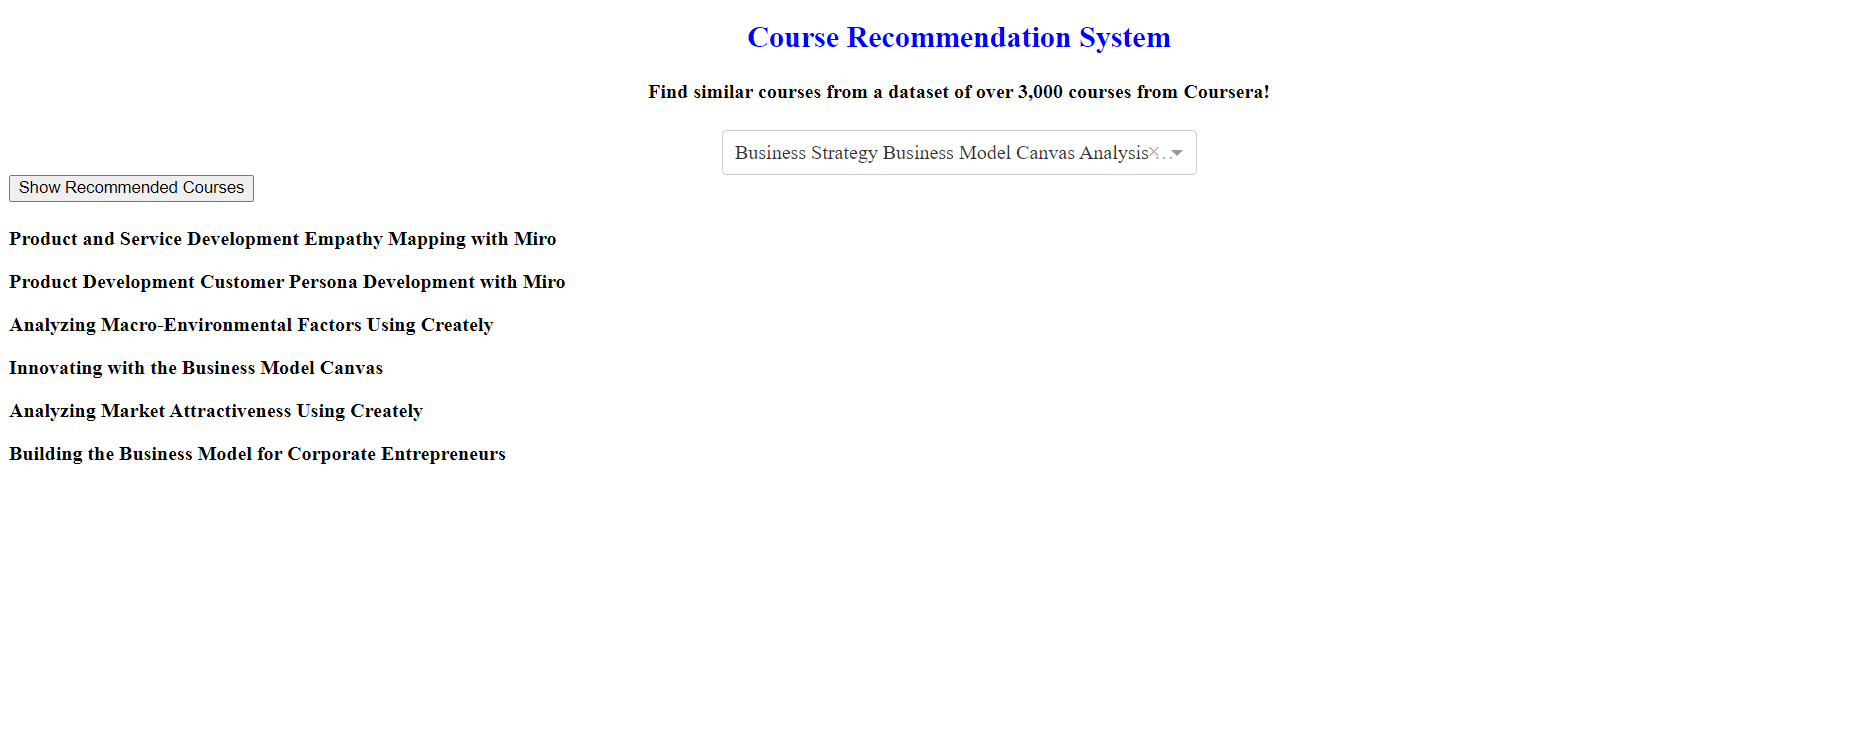 Course Recommendation System
Find similar courses from a dataset of over 3,000 courses from Coursera!
Business Strategy Business Model Canvas Analysis...
Show Recommended Courses
Product and Service Development Empathy Mapping with Miro
Product Development Customer Persona Development with Miro
Analyzing Macro-Environmental Factors Using Creately
Innovating with the Business Model Canvas
Analyzing Market Attractiveness Using Creately
Building the Business Model for Corporate Entrepreneurs